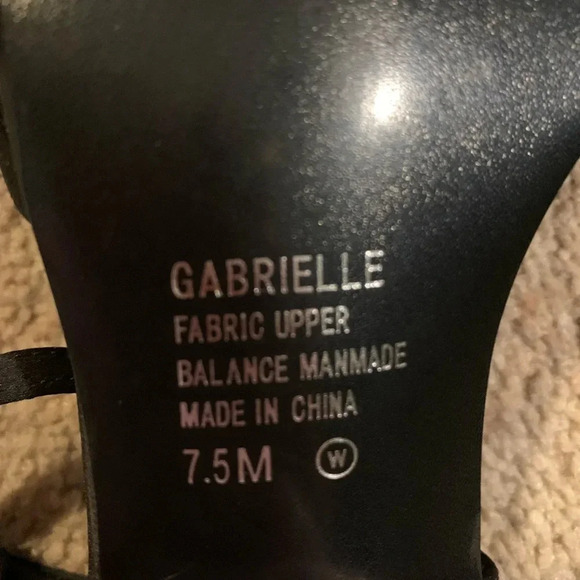 GABRIELLE
FABRIC UPPER
BALANCE MANMADE
MADE IN CHINA
7.5M W